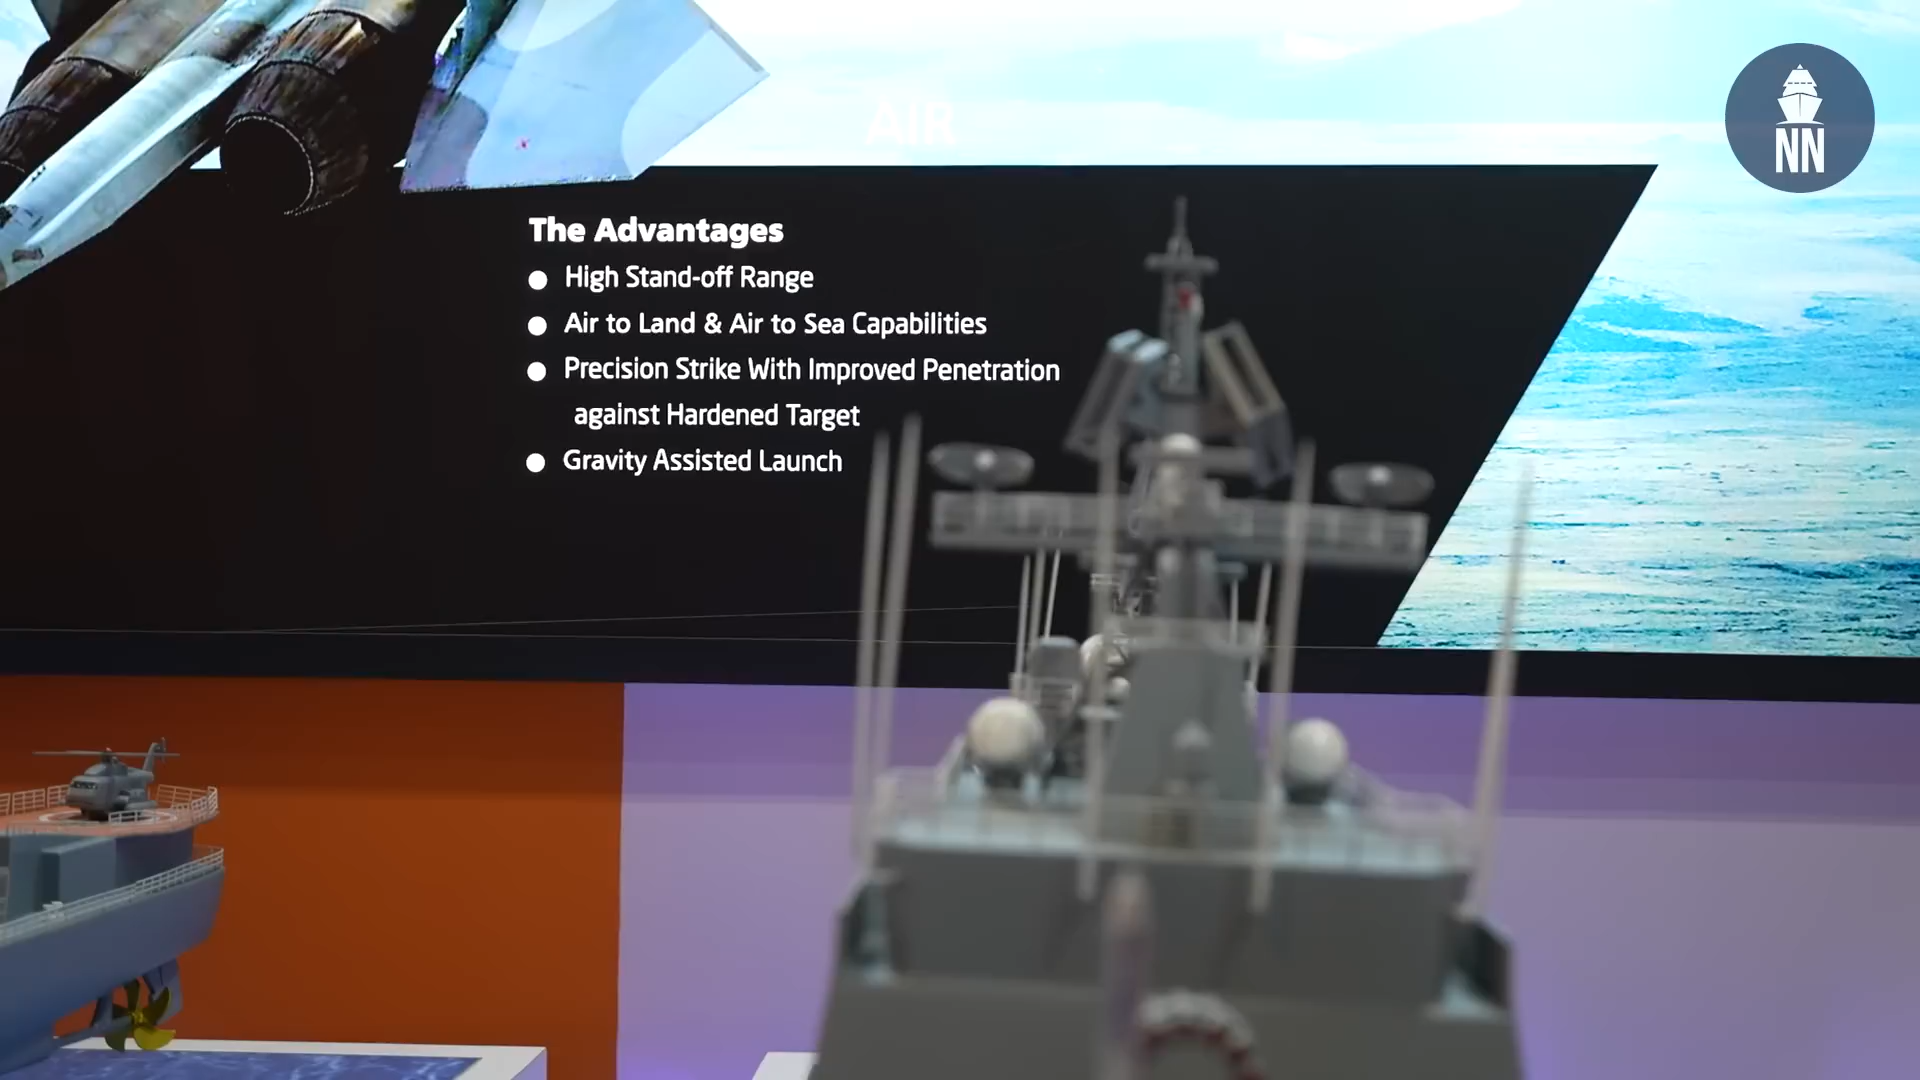 AIR
NN
The Advantages
● High Stand-off Range
● Air to Land & Air to Sea Capabilities
● Precision Strike With Improved Penetration
against Hardened Target
● Gravity Assisted Launch